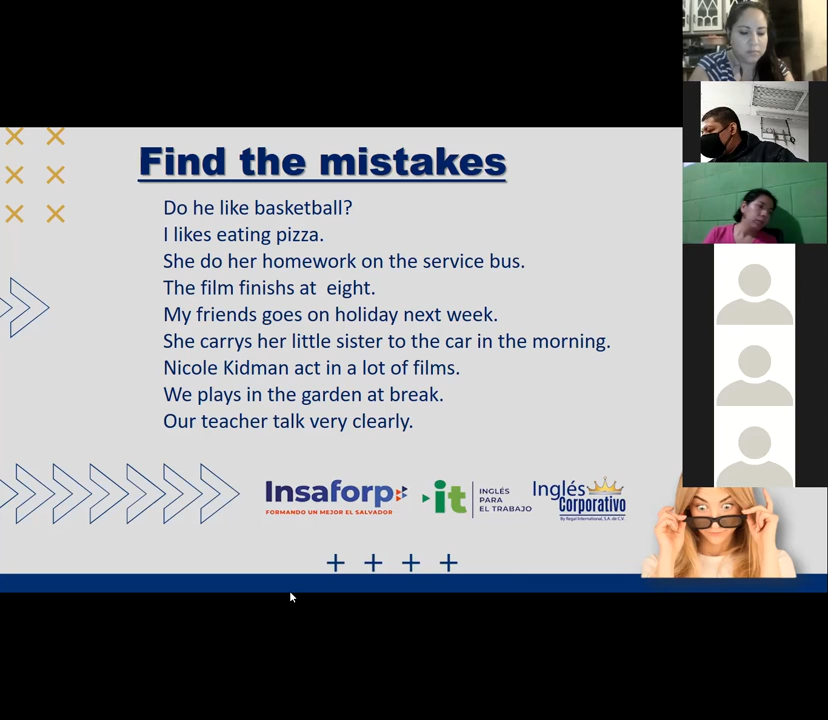 Find the mistakes
Do he like basketball?
I likes eating pizza.
She do her homework on the service bus.
The film finishs at  eight.
My friends goes on holiday next week.
She carrys her little sister to the car in the morning.
Nicole Kidman act in a lot of films.
We plays in the garden at break.
Our teacher talk very clearly.
Insaforp
FORMANDO UN MEJOR EL SALVADOR
it
INGLÉS
PARA
EL TRABAJO
Inglés
Corporativo
By Regal International, S.A. de C.V.